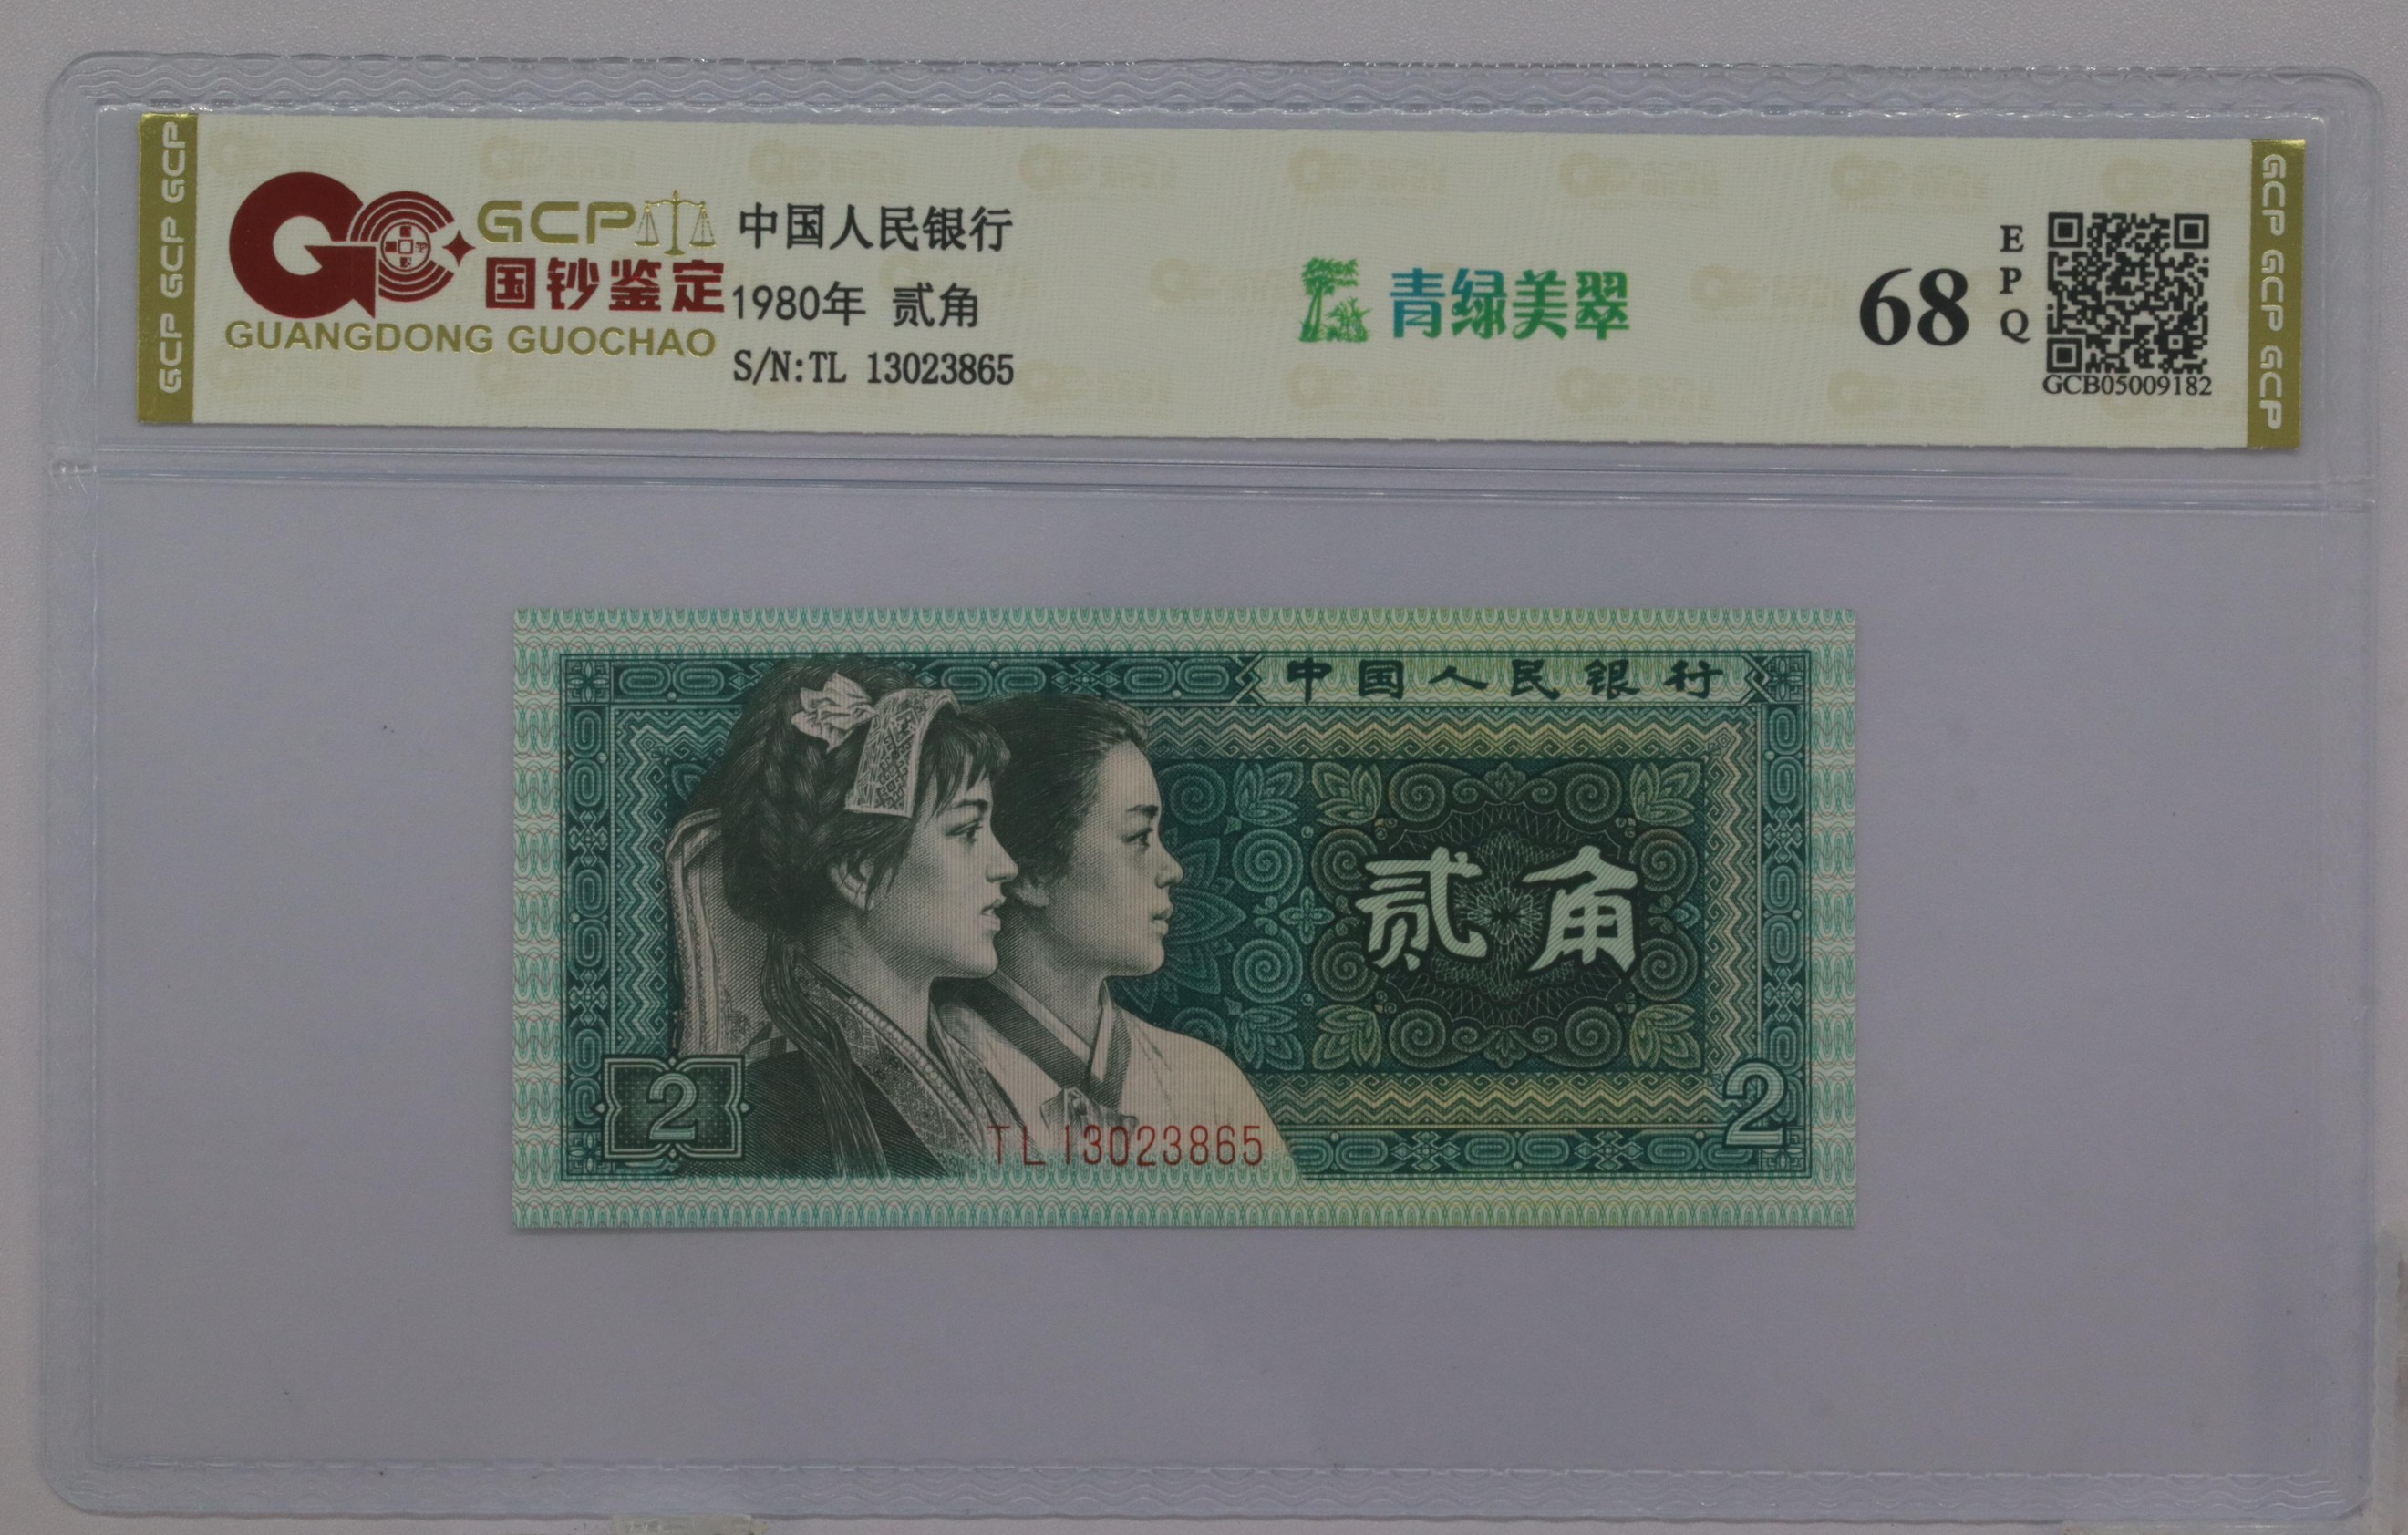 GCP GCP GCP
GCP
国钞鉴定
GUANGDONG GUOCHAO
中国人民银行
1980年 贰角
S/N:TL 13023865
青绿美翠
68
EPQ
GCB05009182
GCP GCP GCP
中国人民银行
贰角
2
2
TL 13023865